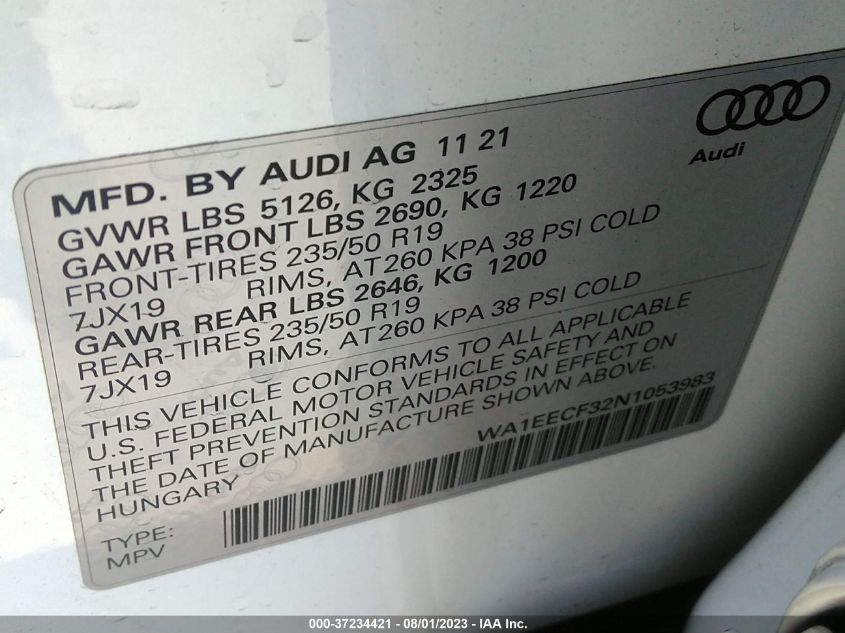 Audi
MFD. BY AUDI AG 11 21
GVWR LBS 5126, KG 2325
GAWR FRONT LBS 2690, KG 1220
FRONT-TIRES 235/50 R19
7JX19 RIMS, AT260 KPA 38 PSI COLD
GAWR REAR LBS 2646, KG 1200
REAR-TIRES 235/50 R19
7JX19 RIMS, AT260 KPA 38 PSI COLD
THIS VEHICLE CONFORMS TO ALL APPLICABLE
U.S. FEDERAL MOTOR VEHICLE SAFETY AND
THEFT PREVENTION STANDARDS IN EFFECT ON
THE DATE OF MANUFACTURE SHOWN ABOVE.
HUNGARY WA1EECF32N1053983
TYPE:
MPV
000-37234421 - 08/01/2023 - IAA Inc.